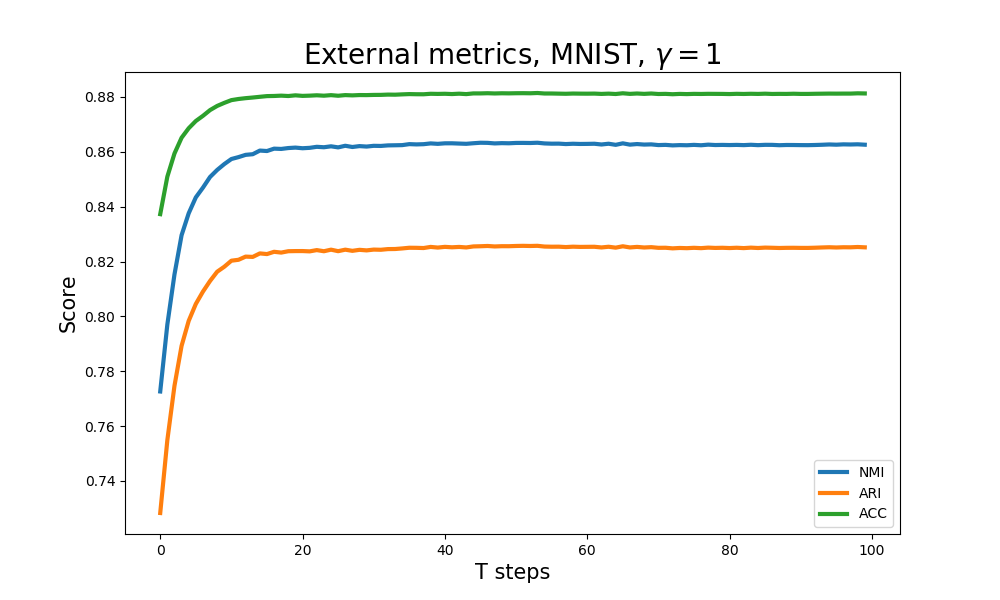 External metrics, MNIST, γ = 1
Score
0.88
0.86
0.84
0.82
0.80
0.78
0.76
0.74
0
20
40
60
80
100
T steps
NMI
ARI
ACC